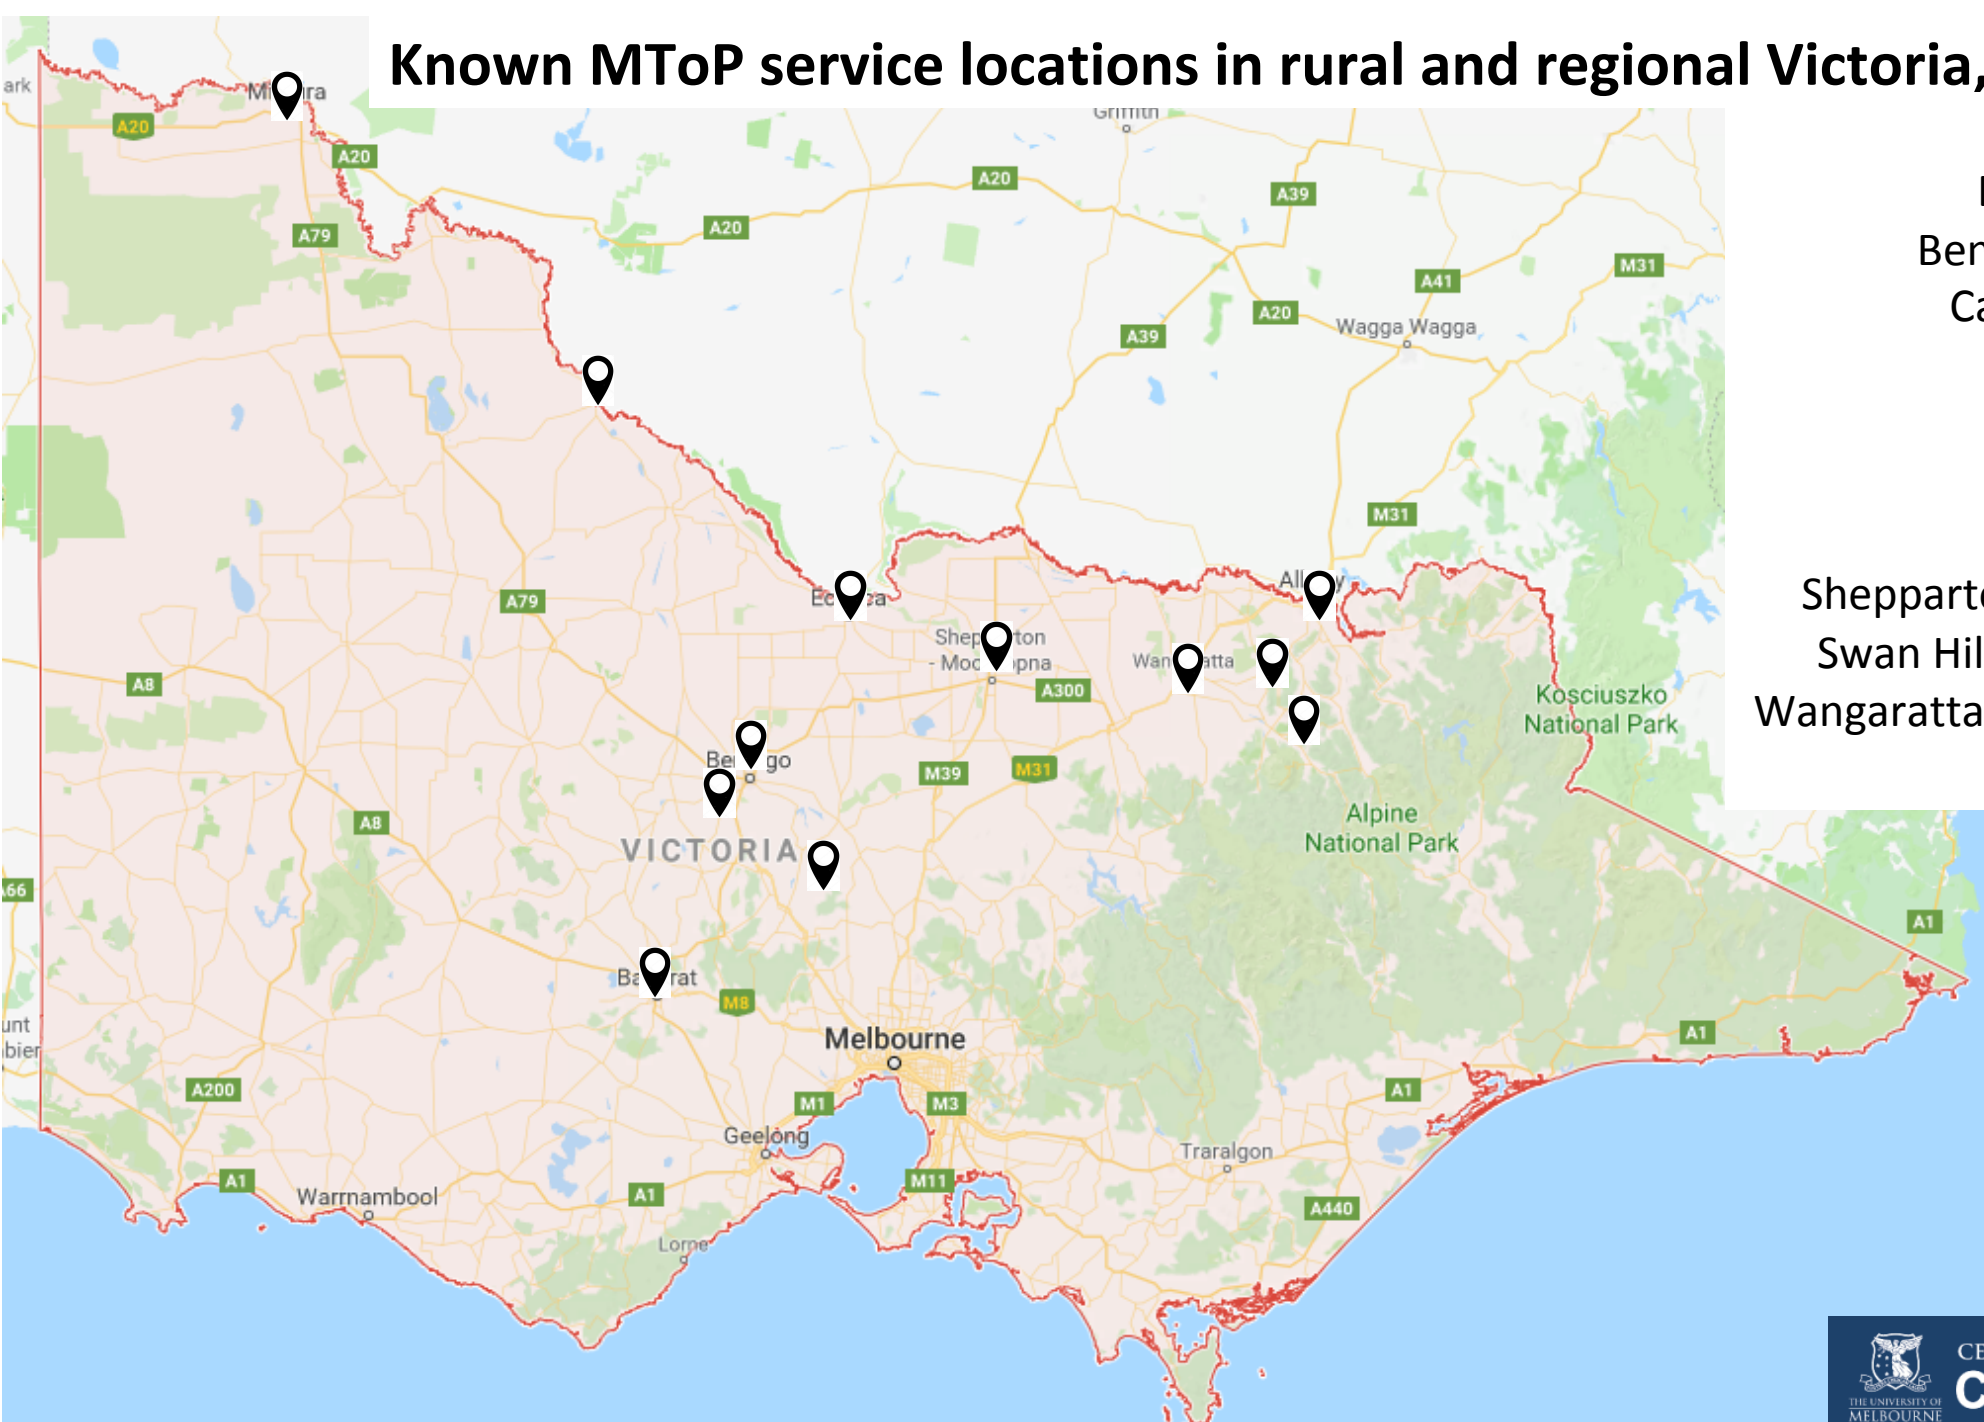 Known MToP service locations in rural and regional Victoria,
ark
A20
A20
Griffith
A20
A39
A79
A20
M31
A41
A20
A39
Wagga Wagga
Ben
Ca
M31
A79
Shepparto
Swan Hil
Wangaratta
A8
A300
Kosciuszko
National Park
M39
M31
A8
VICTORIA
Alpine
National Park
A66
A1
M8
Melbourne
A1
A200
M1
M3
A1
Geelong
Traralgon
A1
Warrnambool
A1
M11
A440
Lorne
THE UNIVERSITY OF
MELBOURNE
CE
C